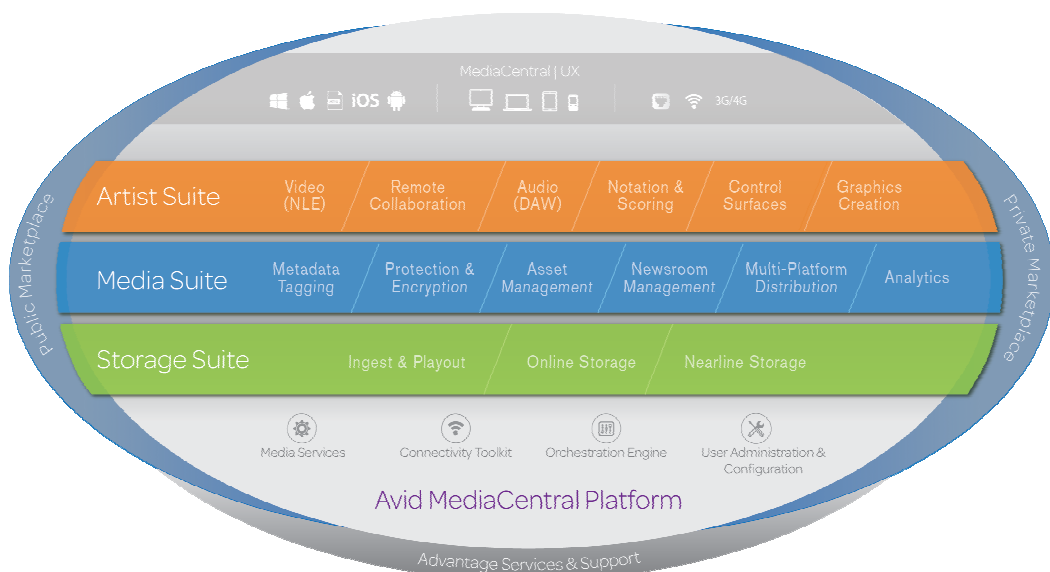 MediaCentral | UX
iOS
3G/4G
Public Marketplace
Private Marketplace
Artist Suite
Video
(NLE)
Remote
Collaboration
Audio
(DAW)
Notation &
Scoring
Control
Surfaces
Graphics
Creation
Media Suite
Metadata
Tagging
Protection &
Encryption
Asset
Management
Newsroom
Management
Multi-Platform
Distribution
Analytics
Storage Suite
Ingest & Playout
Online Storage
Nearline Storage
Media Services
Connectivity Toolkit
Orchestration Engine
User Administration &
Configuration
Avid MediaCentral Platform
Advantage Services & Support